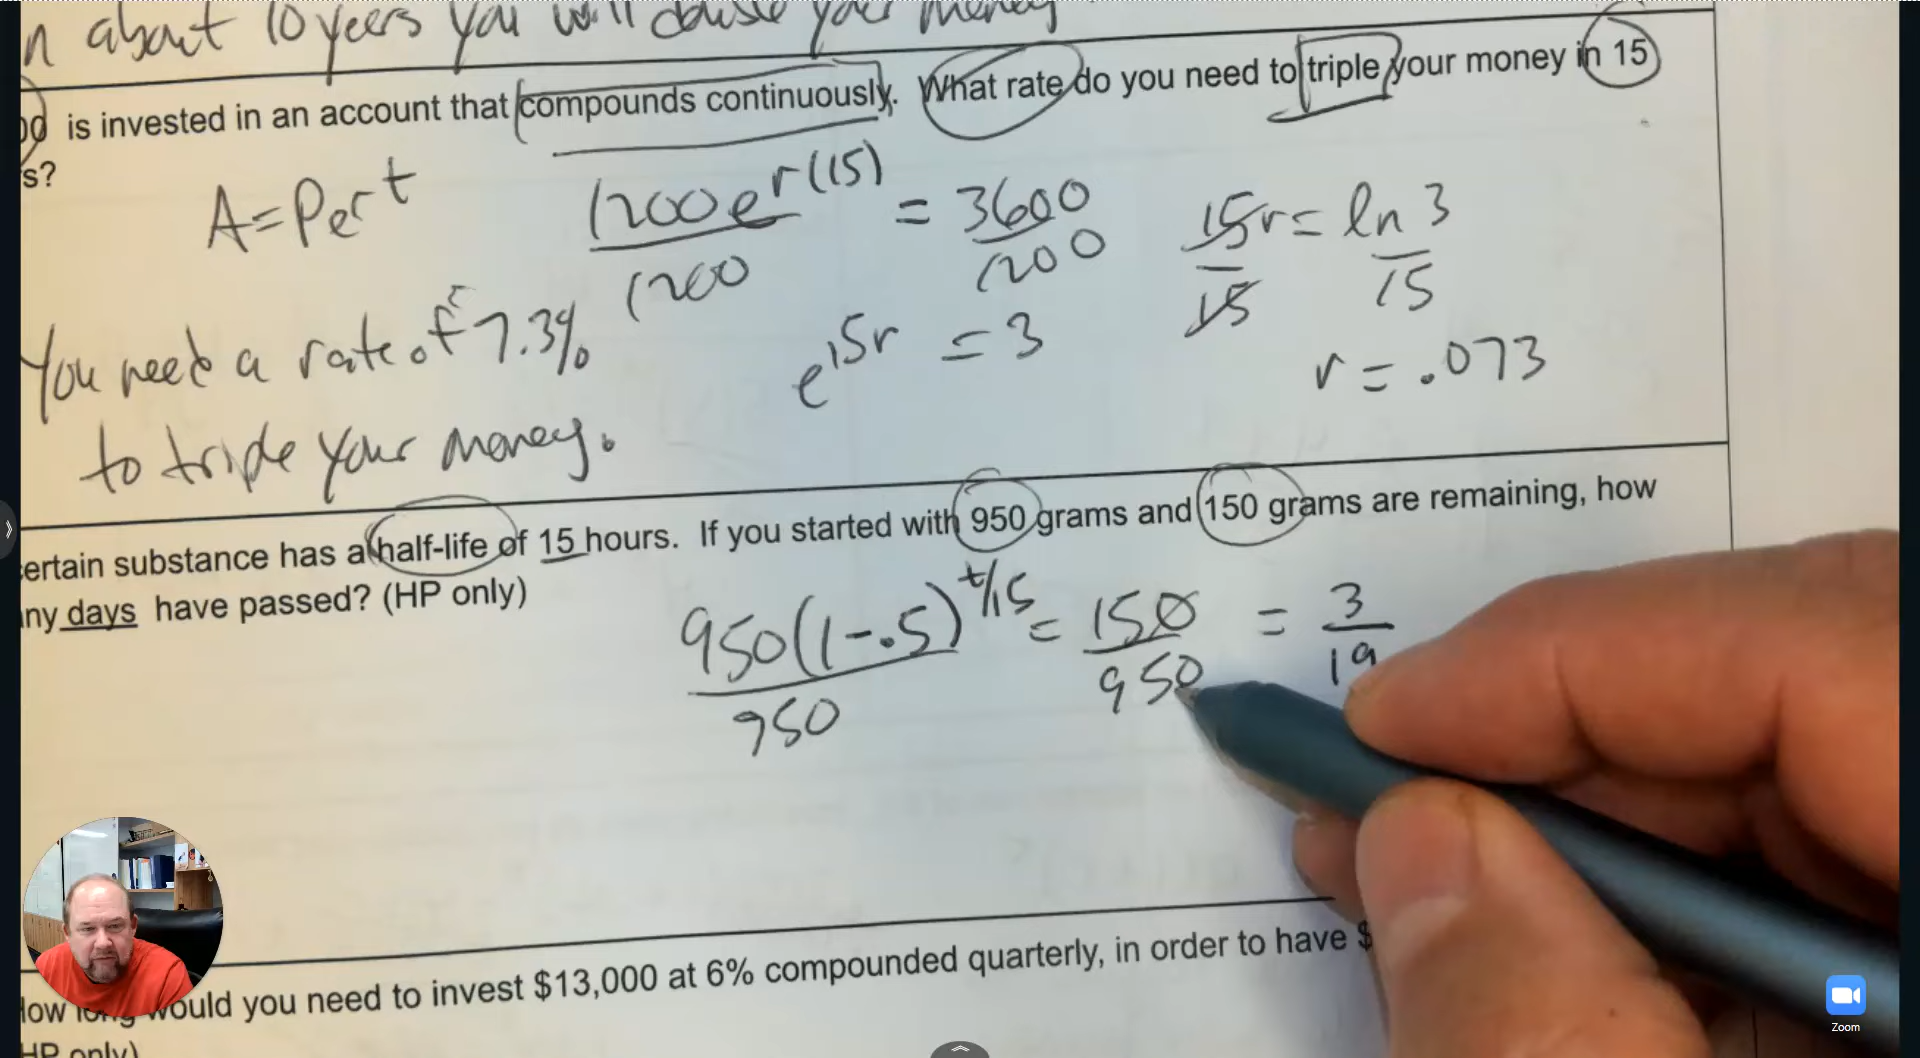 n about 10 years you will double your money
00 is invested in an account that compounds continuously. What rate do you need to triple your money in 15
s?
A=Pe^rt
1200e^r(15) = 3600
1200 1200
15r = ln 3
15 15
You need a rate of 7.3%
e^15r = 3
r = .073
to triple your money.
ertain substance has a half-life of 15 hours. If you started with 950 grams and 150 grams are remaining, how
any days have passed? (HP only)
950(1-.5)^t/15 = 150 = 3
950 950 19
How long would you need to invest $13,000 at 6% compounded quarterly, in order to have $
HP only)
Zoom